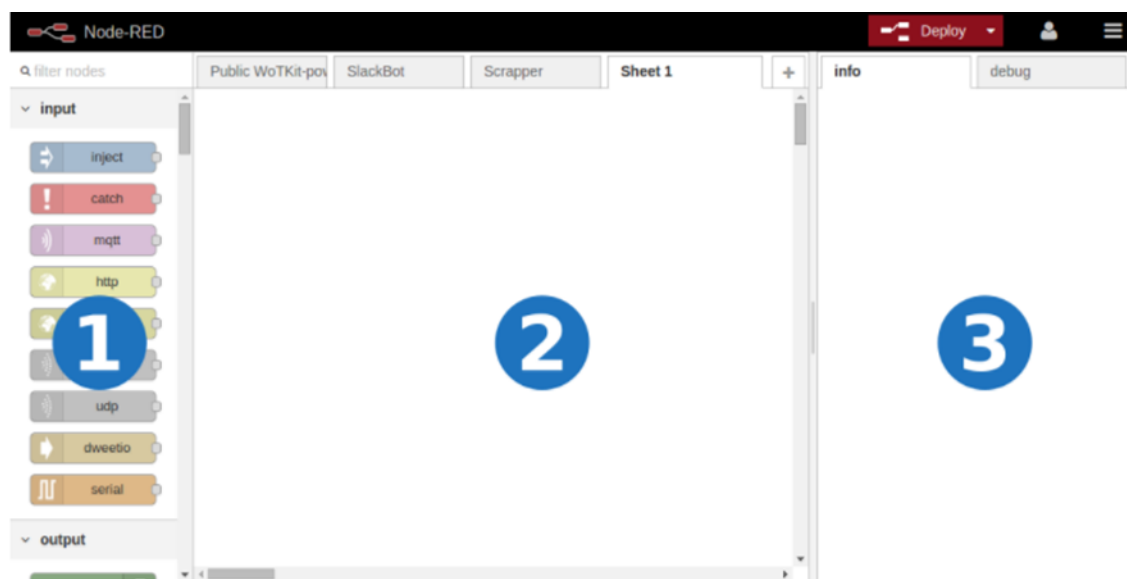 Node-RED
Deploy
filter nodes
Public WoTKit-pov
SlackBot
Scrapper
Sheet 1
+
info
debug
input
inject
catch
mqtt
http
udp
dweetio
serial
output
1
2
3